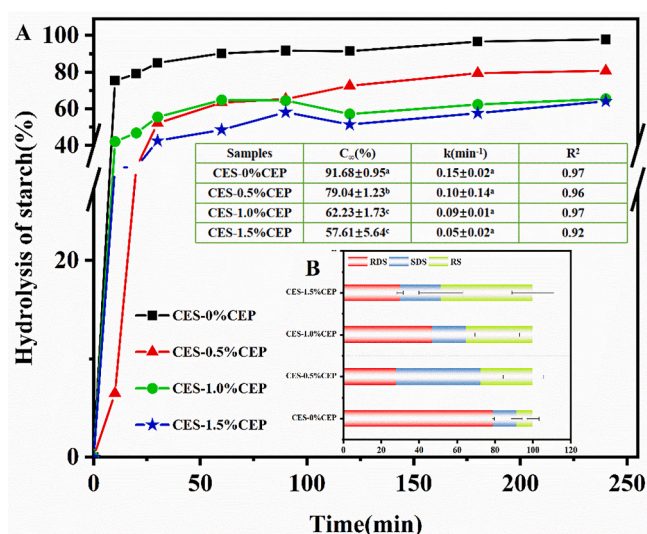 A
Hydrolysis of starch(%)
100
80
60
40
20
0
Samples C∞(%) k(min⁻¹) R²
CES-0%CEP 91.68±0.95ᵃ 0.15±0.02ᵃ 0.97
CES-0.5%CEP 79.04±1.23ᵇ 0.10±0.14ᵃ 0.96
CES-1.0%CEP 62.23±1.73ᶜ 0.09±0.01ᵃ 0.97
CES-1.5%CEP 57.61±5.64ᶜ 0.05±0.02ᵃ 0.92
CES-0%CEP
CES-0.5%CEP
CES-1.0%CEP
CES-1.5%CEP
B
RDS SDS RS
CES-1.5%CEP
CES-1.0%CEP
CES-0.5%CEP
CES-0%CEP
0 20 40 60 80 100 120
0 50 100 150 200 250
Time(min)